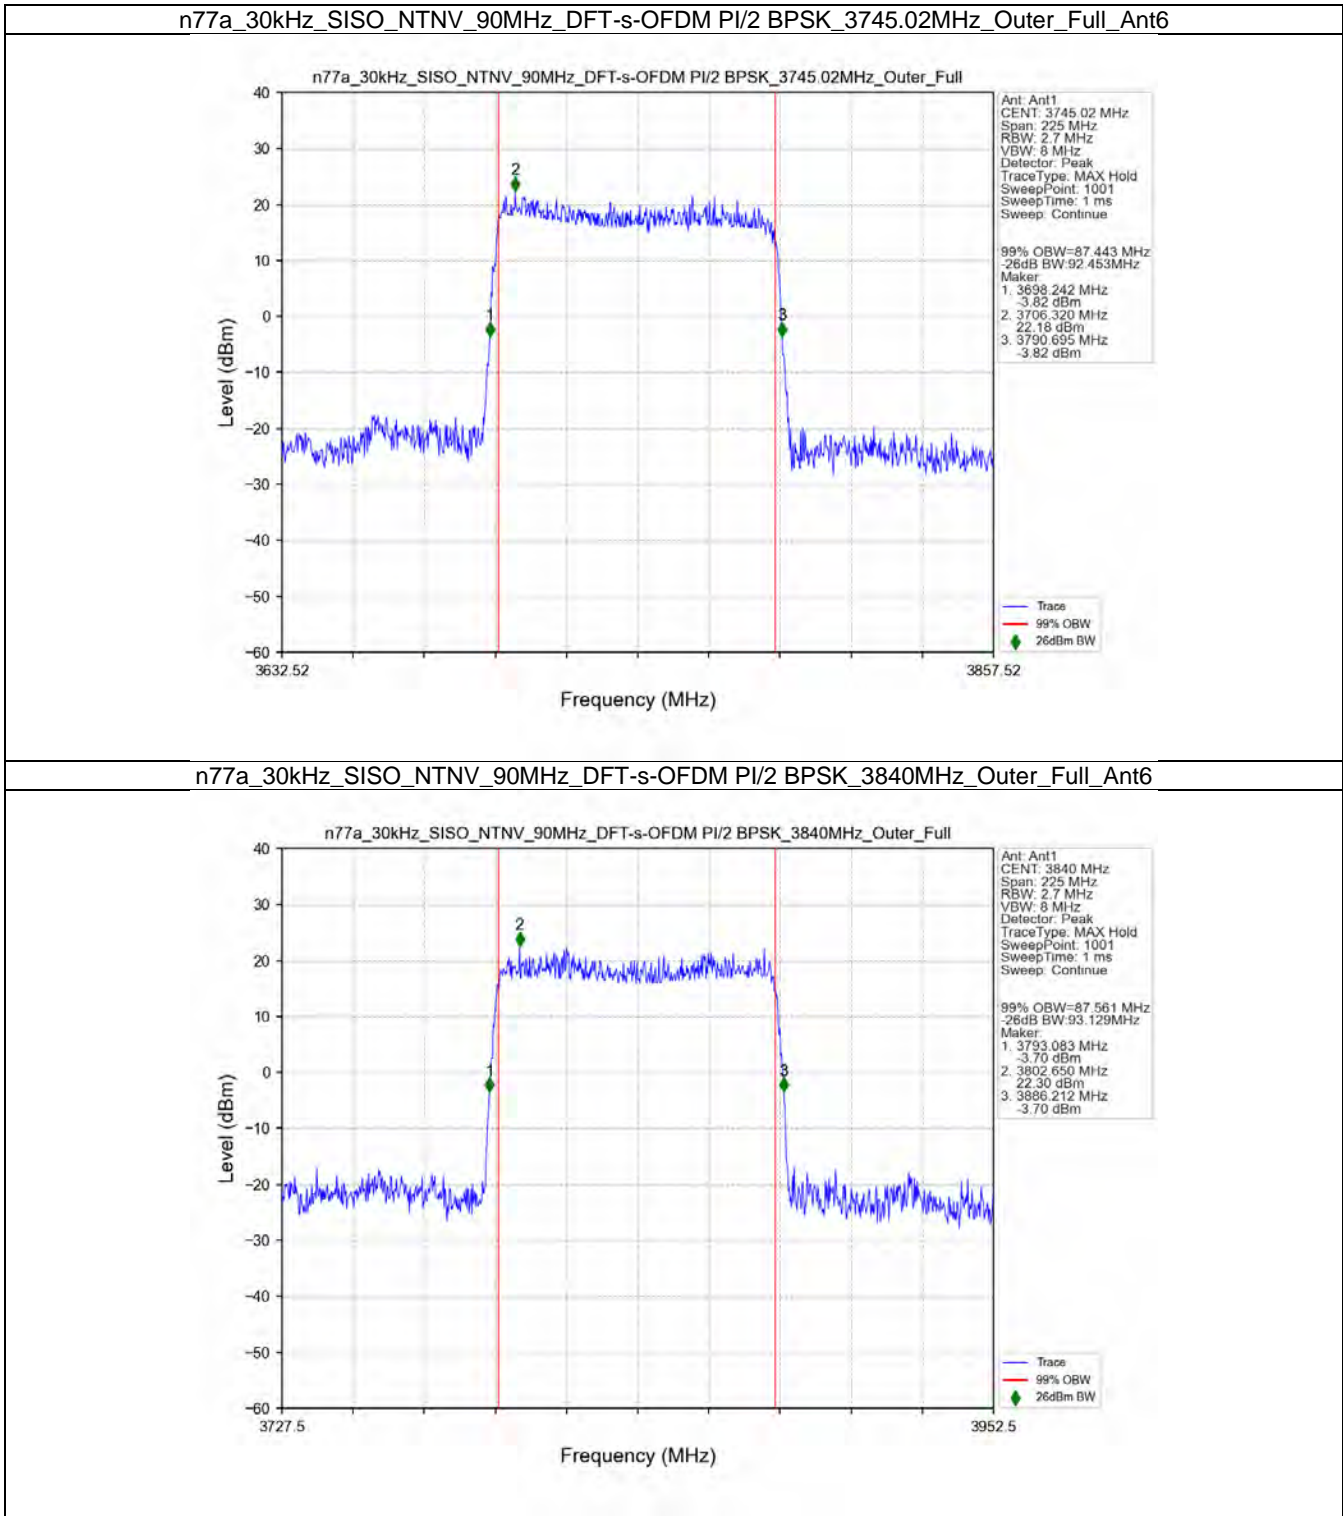 n77a_30kHz_SISO_NTNV_90MHz_DFT-s-OFDM PI/2 BPSK_3745.02MHz_Outer_Full_Ant6
n77a_30kHz_SISO_NTNV_90MHz_DFT-s-OFDM PI/2 BPSK_3745.02MHz_Outer_Full
40
30
20
10
0
−10
−20
−30
−40
−50
−60
Level (dBm)
1
2
3
3632.52
3857.52
Frequency (MHz)
Ant: Ant1
CENT: 3745.02 MHz
Span: 225 MHz
RBW: 2.7 MHz
VBW: 8 MHz
Detector: Peak
TraceType: MAX Hold
SweepPoint: 1001
SweepTime: 1 ms
Sweep: Continue
99% OBW=87.443 MHz
-26dB BW:92.453MHz
Maker:
1. 3698.242 MHz
-3.82 dBm
2. 3706.320 MHz
22.18 dBm
3. 3790.695 MHz
-3.82 dBm
Trace
99% OBW
26dBm BW
n77a_30kHz_SISO_NTNV_90MHz_DFT-s-OFDM PI/2 BPSK_3840MHz_Outer_Full_Ant6
n77a_30kHz_SISO_NTNV_90MHz_DFT-s-OFDM PI/2 BPSK_3840MHz_Outer_Full
40
30
20
10
0
−10
−20
−30
−40
−50
−60
Level (dBm)
1
2
3
3727.5
3952.5
Frequency (MHz)
Ant: Ant1
CENT: 3840 MHz
Span: 225 MHz
RBW: 2.7 MHz
VBW: 8 MHz
Detector: Peak
TraceType: MAX Hold
SweepPoint: 1001
SweepTime: 1 ms
Sweep: Continue
99% OBW=87.561 MHz
-26dB BW:93.129MHz
Maker:
1. 3793.083 MHz
-3.70 dBm
2. 3802.650 MHz
22.30 dBm
3. 3886.212 MHz
-3.70 dBm
Trace
99% OBW
26dBm BW